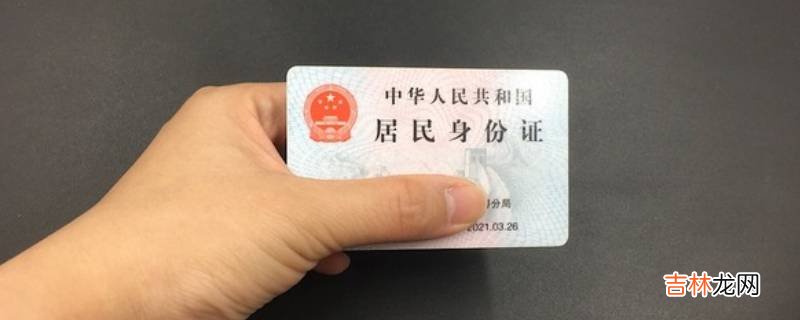 中华人民共和国
居民身份证
分局
2021.03.26
吉林龙网